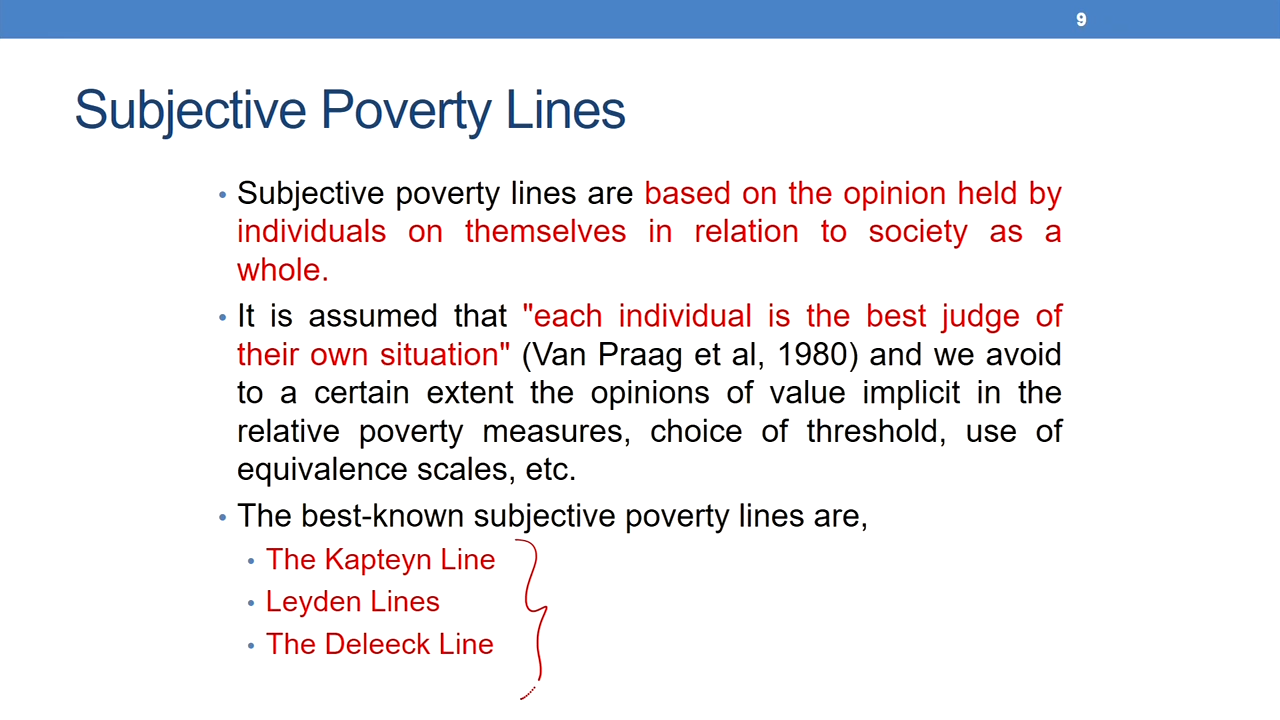 9
Subjective Poverty Lines
• Subjective poverty lines are based on the opinion held by
individuals on themselves in relation to society as a
whole.
• It is assumed that "each individual is the best judge of
their own situation" (Van Praag et al, 1980) and we avoid
to a certain extent the opinions of value implicit in the
relative poverty measures, choice of threshold, use of
equivalence scales, etc.
• The best-known subjective poverty lines are,
• The Kapteyn Line
• Leyden Lines
• The Deleeck Line